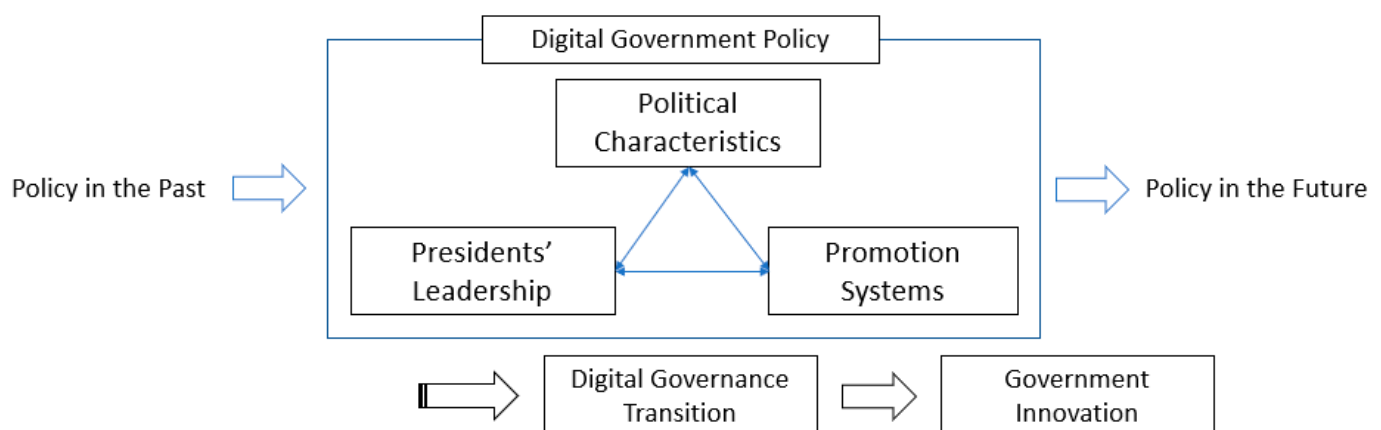 Digital Government Policy
Political
Characteristics
Policy in the Past
Policy in the Future
Presidents’
Leadership
Promotion
Systems
Digital Governance
Transition
Government
Innovation